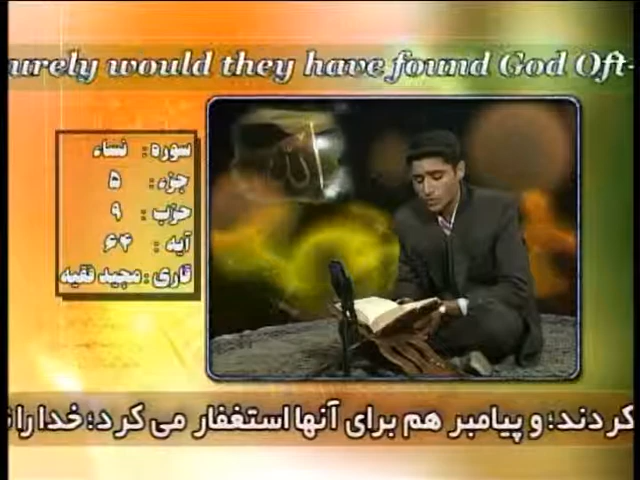 urely would they have found God Oft-
سوره: نساء
جزء: ۵
حزب: ۹
آیه: ۶۴
قاری: مجید فقیه
الله
کردند؛ و پیامبر هم برای آنها استغفار می کرد؛ خدا را